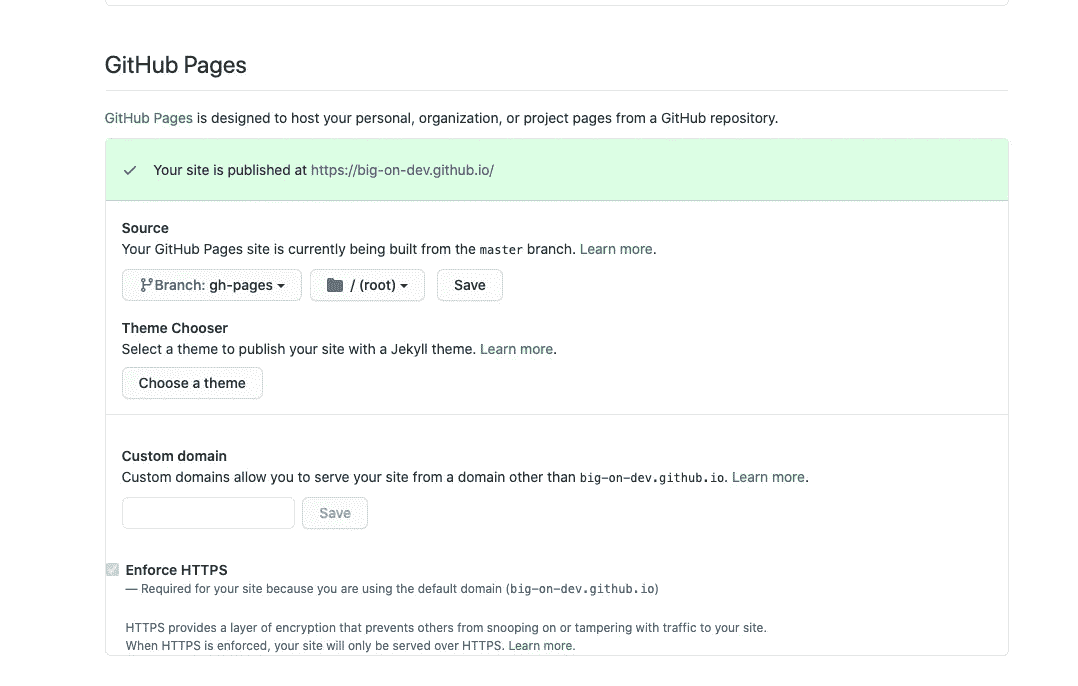 GitHub Pages
GitHub Pages is designed to host your personal, organization, or project pages from a GitHub repository.
Your site is published at https://big-on-dev.github.io/
Source
Your GitHub Pages site is currently being built from the master branch. Learn more.
Branch: gh-pages / (root) Save
Theme Chooser
Select a theme to publish your site with a Jekyll theme. Learn more.
Choose a theme
Custom domain
Custom domains allow you to serve your site from a domain other than big-on-dev.github.io. Learn more.
Save
Enforce HTTPS
— Required for your site because you are using the default domain (big-on-dev.github.io)
HTTPS provides a layer of encryption that prevents others from snooping on or tampering with traffic to your site.
When HTTPS is enforced, your site will only be served over HTTPS. Learn more.